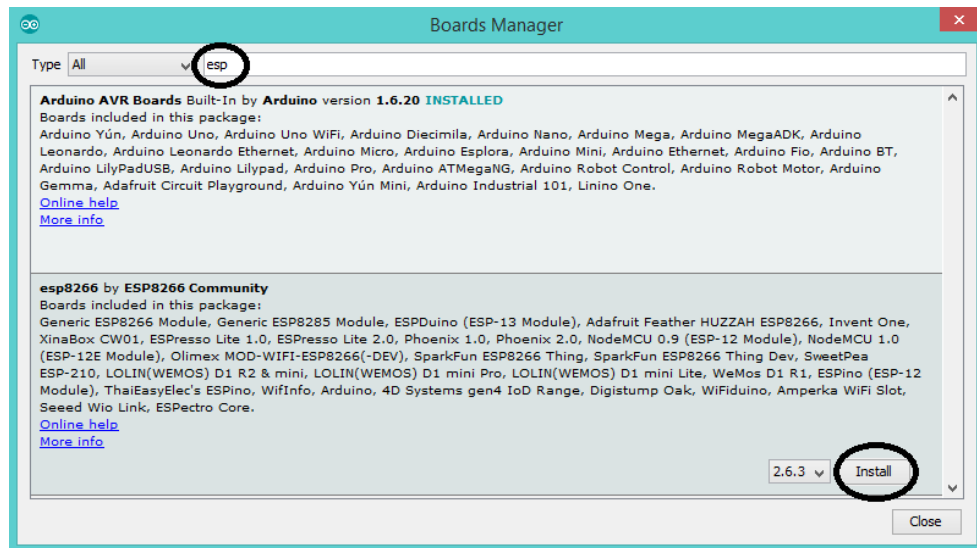 Boards Manager
Type All esp
Arduino AVR Boards Built-In by Arduino version 1.6.20 INSTALLED
Boards included in this package:
Arduino Yún, Arduino Uno, Arduino Uno WiFi, Arduino Diecimila, Arduino Nano, Arduino Mega, Arduino MegaADK, Arduino
Leonardo, Arduino Leonardo Ethernet, Arduino Micro, Arduino Esplora, Arduino Mini, Arduino Ethernet, Arduino Fio, Arduino BT,
Arduino LilyPadUSB, Arduino Lilypad, Arduino Pro, Arduino ATMegaNG, Arduino Robot Control, Arduino Robot Motor, Arduino
Gemma, Adafruit Circuit Playground, Arduino Yún Mini, Arduino Industrial 101, Linino One.
Online help
More info
esp8266 by ESP8266 Community
Boards included in this package:
Generic ESP8266 Module, Generic ESP8285 Module, ESPDuino (ESP-13 Module), Adafruit Feather HUZZAH ESP8266, Invent One,
XinaBox CW01, ESPresso Lite 1.0, ESPresso Lite 2.0, Phoenix 1.0, Phoenix 2.0, NodeMCU 0.9 (ESP-12 Module), NodeMCU 1.0
(ESP-12E Module), Olimex MOD-WIFI-ESP8266(-DEV), SparkFun ESP8266 Thing, SparkFun ESP8266 Thing Dev, SweetPea
ESP-210, LOLIN(WEMOS) D1 R2 & mini, LOLIN(WEMOS) D1 mini Pro, LOLIN(WEMOS) D1 mini Lite, WeMos D1 R1, ESPino (ESP-12
Module), ThaiEasyElec's ESPino, WifInfo, Arduino, 4D Systems gen4 IoD Range, Digistump Oak, WiFiduino, Amperka WiFi Slot,
Seeed Wio Link, ESPectro Core.
Online help
More info
2.6.3 Install
Close